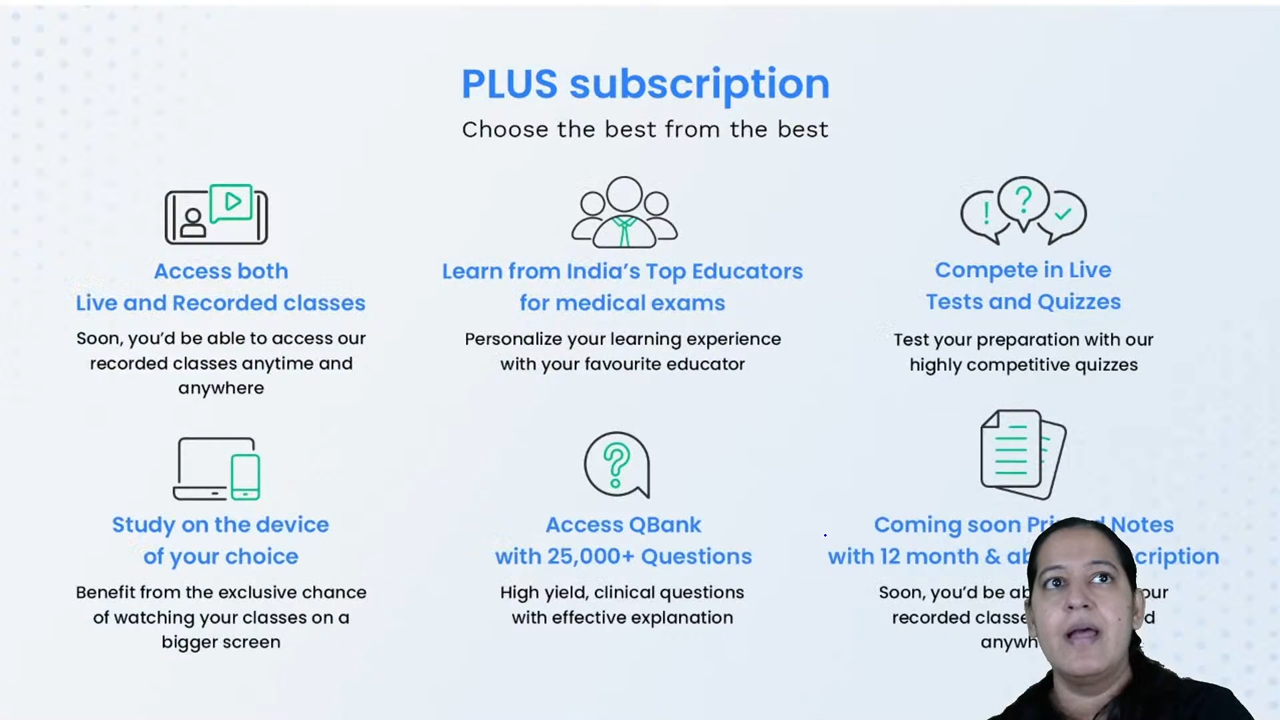 PLUS subscription
Choose the best from the best
Access both
Live and Recorded classes
Soon, you'd be able to access our
recorded classes anytime and
anywhere
Learn from India's Top Educators
for medical exams
Personalize your learning experience
with your favourite educator
Compete in Live
Tests and Quizzes
Test your preparation with our
highly competitive quizzes
Study on the device
of your choice
Benefit from the exclusive chance
of watching your classes on a
bigger screen
Access QBank
with 25,000+ Questions
High yield, clinical questions
with effective explanation
Coming soon Notes
with 12 month &
Soon, you'd be our
recorded